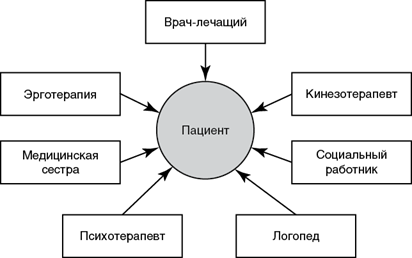 Врач-лечащий
Эрготерапия
Кинезотерапевт
Пациент
Медицинская
сестра
Социальный
работник
Психотерапевт
Логопед